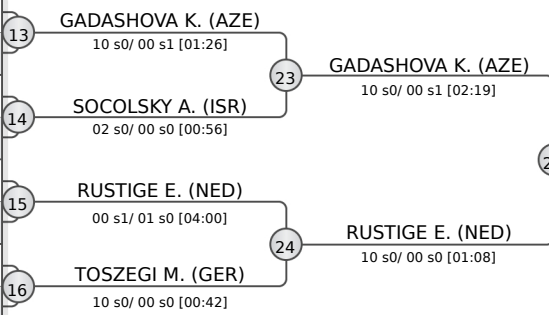 13
GADASHOVA K. (AZE)
10 s0/ 00 s1 [01:26]
23
GADASHOVA K. (AZE)
10 s0/ 00 s1 [02:19]
14
SOCOLSKY A. (ISR)
02 s0/ 00 s0 [00:56]
15
RUSTIGE E. (NED)
00 s1/ 01 s0 [04:00]
24
RUSTIGE E. (NED)
10 s0/ 00 s0 [01:08]
16
TOSZEGI M. (GER)
10 s0/ 00 s0 [00:42]